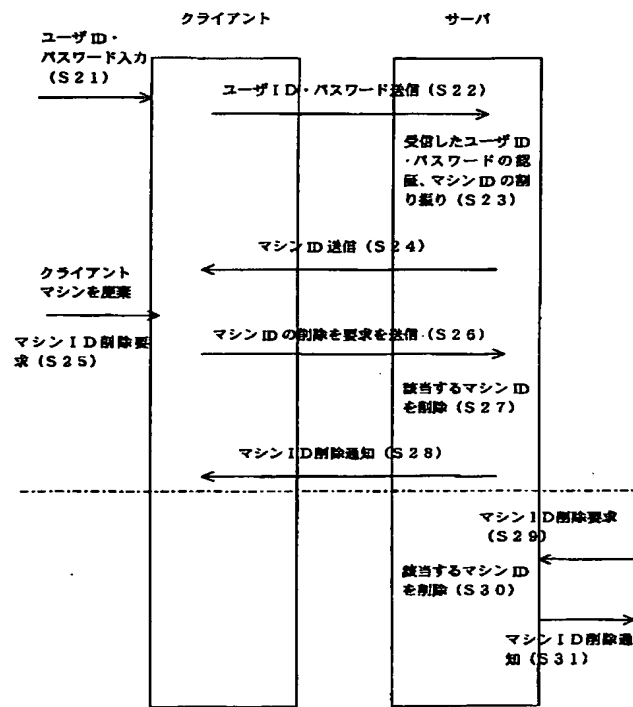 クライアント
サーバ
ユーザID・
パスワード入力
(S21)
ユーザID・パスワード送信(S22)
受信したユーザID
・パスワードの認
証、マシンIDの割
り振り(S23)
マシンID送信(S24)
クライアント
マシンを廃棄
マシンID削除要
求(S25)
マシンIDの削除を要求を送信(S26)
該当するマシンID
を削除(S27)
マシンID削除通知(S28)
マシンID削除要求
(S29)
該当するマシンID
を削除(S30)
マシンID削除通
知(S31)